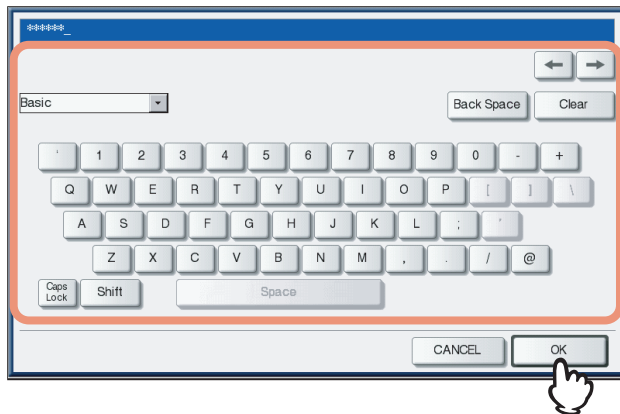 ******_
← →
Basic Back Space Clear
` 1 2 3 4 5 6 7 8 9 0 - +
Q W E R T Y U I O P [ ] \
A S D F G H J K L ; '
Z X C V B N M , . / @
Caps Lock Shift Space
CANCEL OK